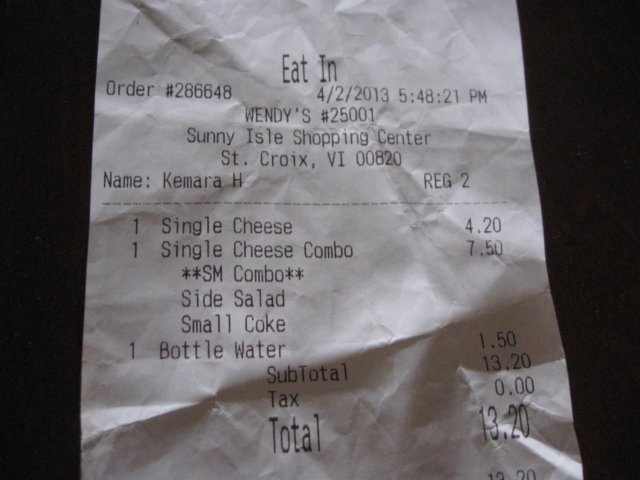 Eat In
Order #286648 4/2/2013 5:48:21 PM
WENDY'S #25001
Sunny Isle Shopping Center
St. Croix, VI 00820
Name: Kemara H REG 2
1 Single Cheese 4.20
1 Single Cheese Combo 7.50
**SM Combo**
Side Salad
Small Coke
1 Bottle Water 1.50
SubTotal 13.20
Tax 0.00
Total 13.20
13.20